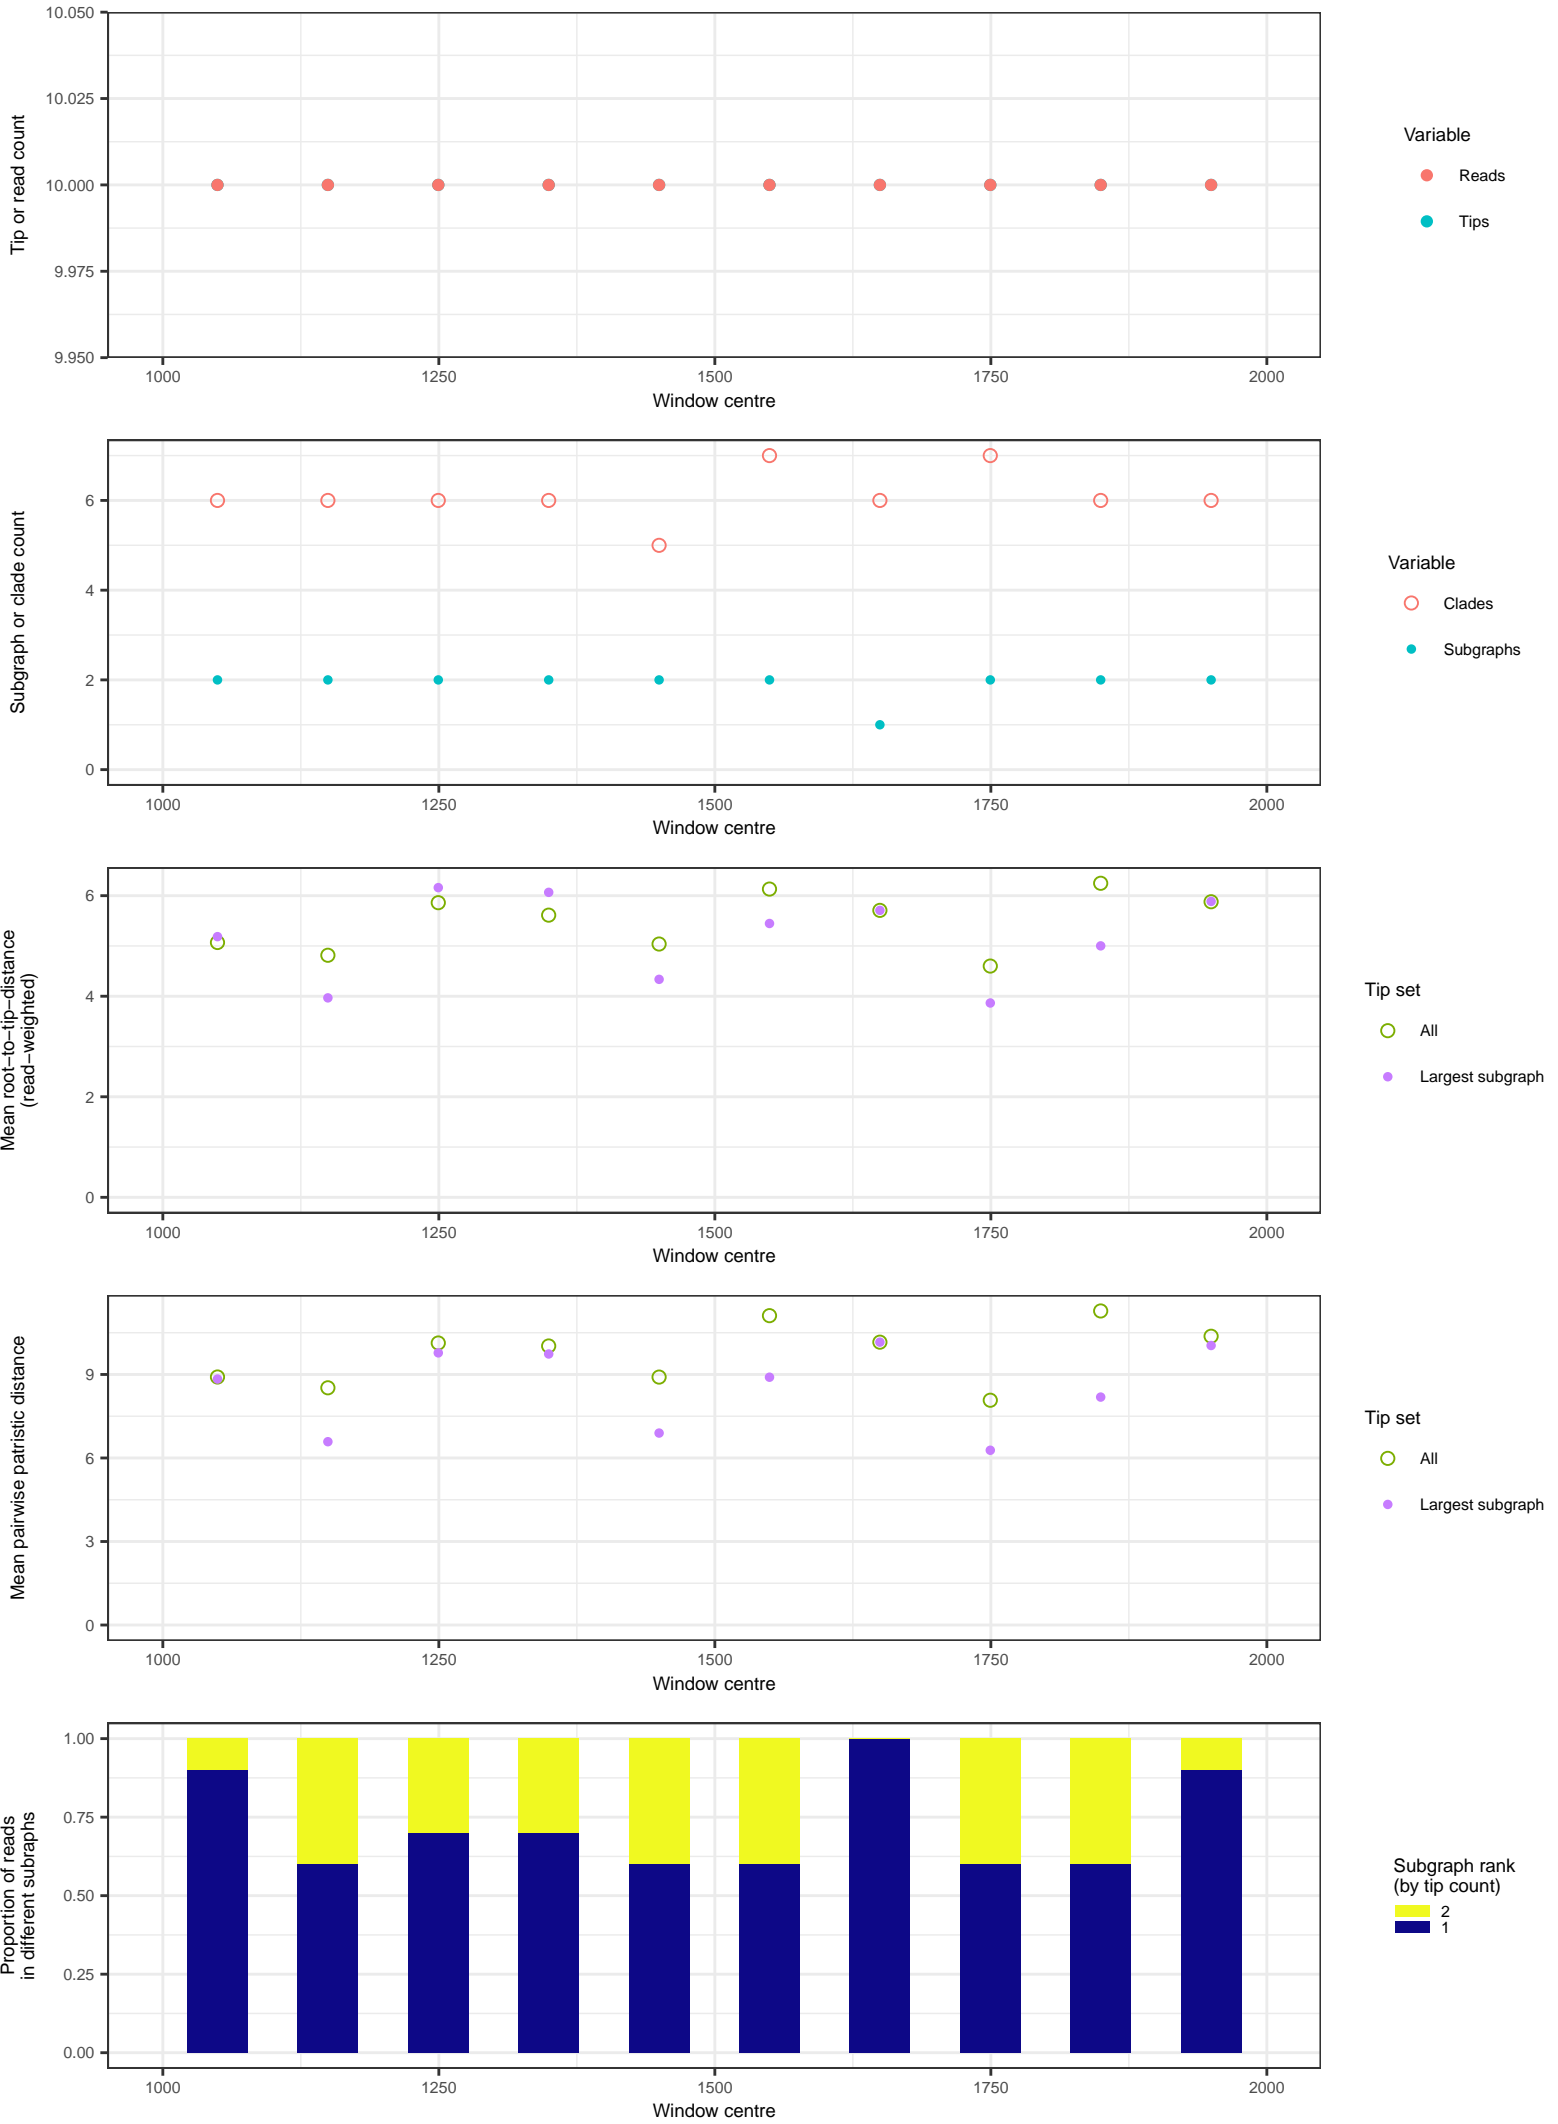 10.050
10.025
10.000
9.975
9.950
Tip or read count
1000 1250 1500 1750 2000
Window centre
Variable
Reads
Tips
6
4
2
0
Subgraph or clade count
1000 1250 1500 1750 2000
Window centre
Variable
Clades
Subgraphs
6
4
2
0
Mean root−to−tip−distance
(read−weighted)
1000 1250 1500 1750 2000
Window centre
Tip set
All
Largest subgraph
9
6
3
0
Mean pairwise patristic distance
1000 1250 1500 1750 2000
Window centre
Tip set
All
Largest subgraph
1.00
0.75
0.50
0.25
0.00
Proportion of reads
in different subraphs
1000 1250 1500 1750 2000
Window centre
Subgraph rank
(by tip count)
2
1